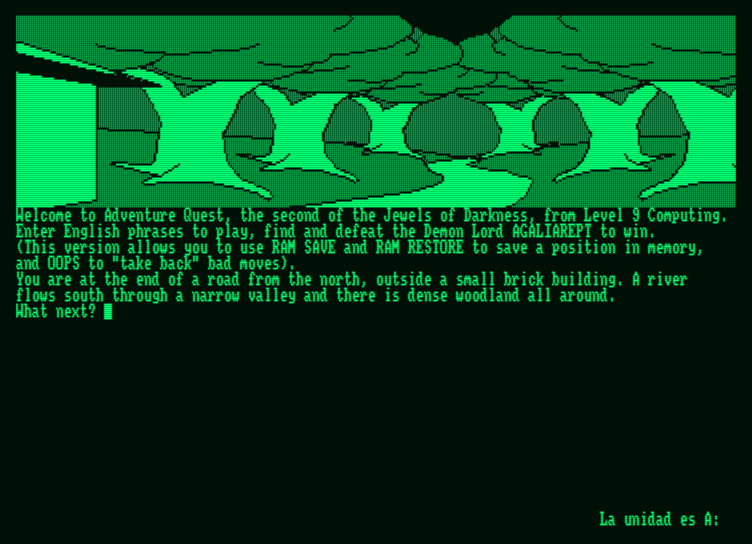 Welcome to Adventure Quest, the second of the Jewels of Darkness, from Level 9 Computing.
Enter English phrases to play, find and defeat the Demon Lord AGALIAREPT to win.
(This version allows you to use RAM SAVE and RAM RESTORE to save a position in memory,
and OOPS to "take back" bad moves).
You are at the end of a road from the north, outside a small brick building. A river
flows south through a narrow valley and there is dense woodland all around.
What next?
La unidad es A: